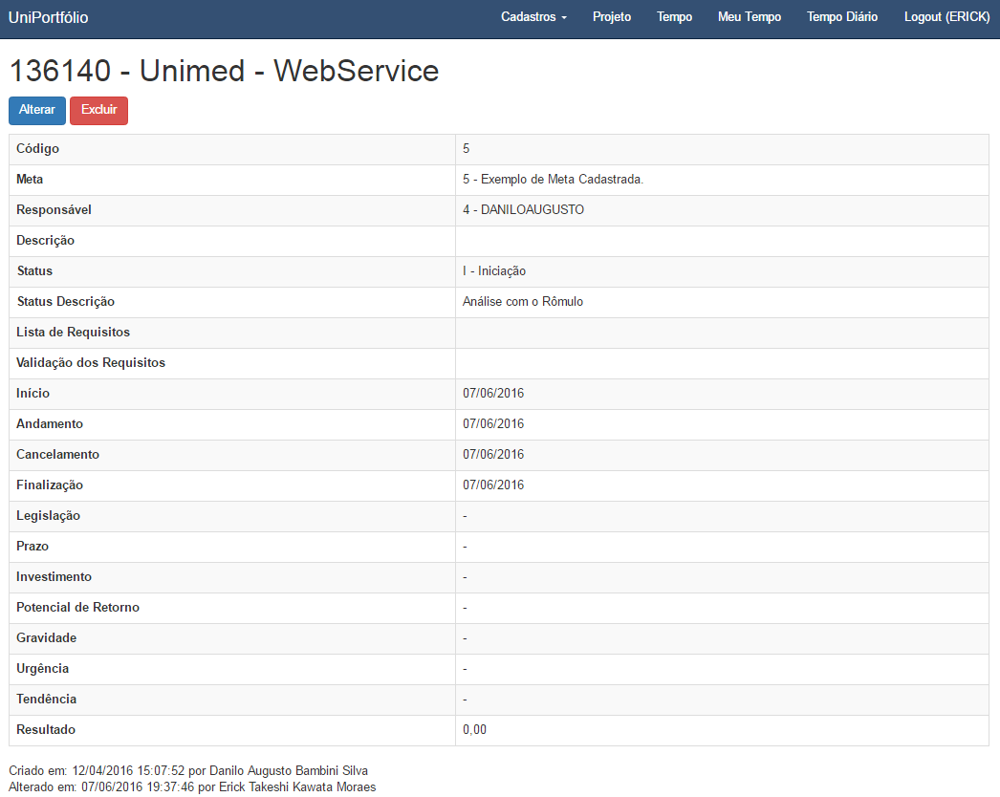 UniPortfólio Cadastros Projeto Tempo Meu Tempo Tempo Diário Logout (ERICK)
136140 - Unimed - WebService
Alterar Excluir
Código 5
Meta 5 - Exemplo de Meta Cadastrada.
Responsável 4 - DANILOAUGUSTO
Descrição
Status I - Iniciação
Status Descrição Análise com o Rômulo
Lista de Requisitos
Validação dos Requisitos
Início 07/06/2016
Andamento 07/06/2016
Cancelamento 07/06/2016
Finalização 07/06/2016
Legislação -
Prazo -
Investimento -
Potencial de Retorno -
Gravidade -
Urgência -
Tendência -
Resultado 0,00
Criado em: 12/04/2016 15:07:52 por Danilo Augusto Bambini Silva
Alterado em: 07/06/2016 19:37:46 por Erick Takeshi Kawata Moraes